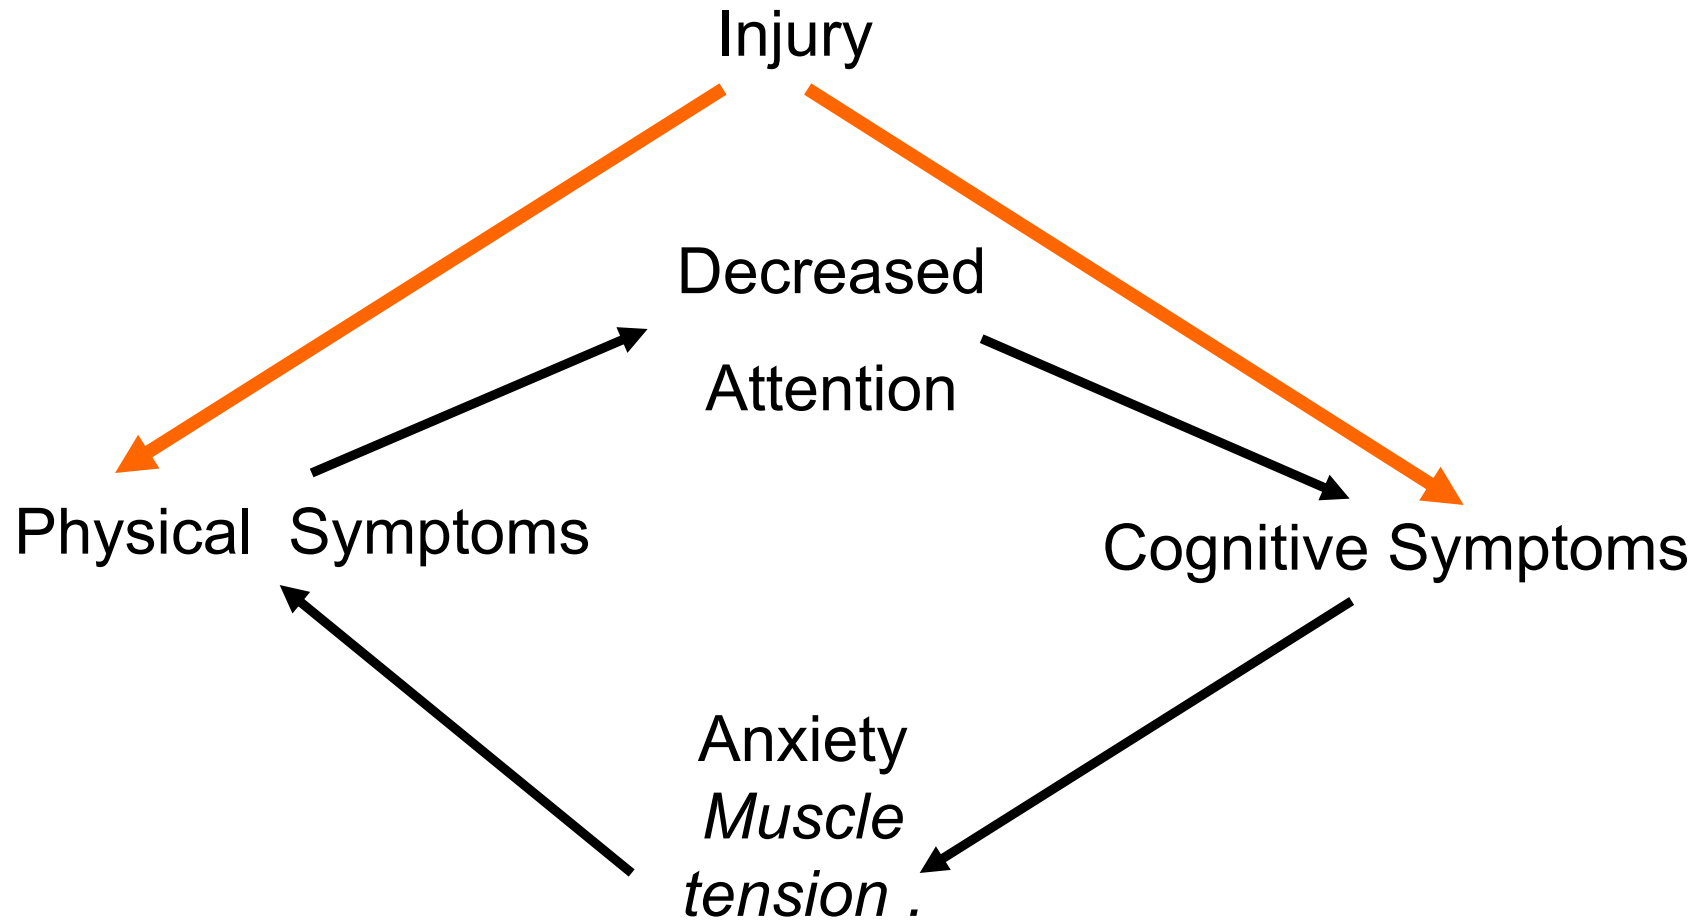 Injury
Decreased
Attention
Physical Symptoms
Cognitive Symptoms
Anxiety
Muscle
tension .